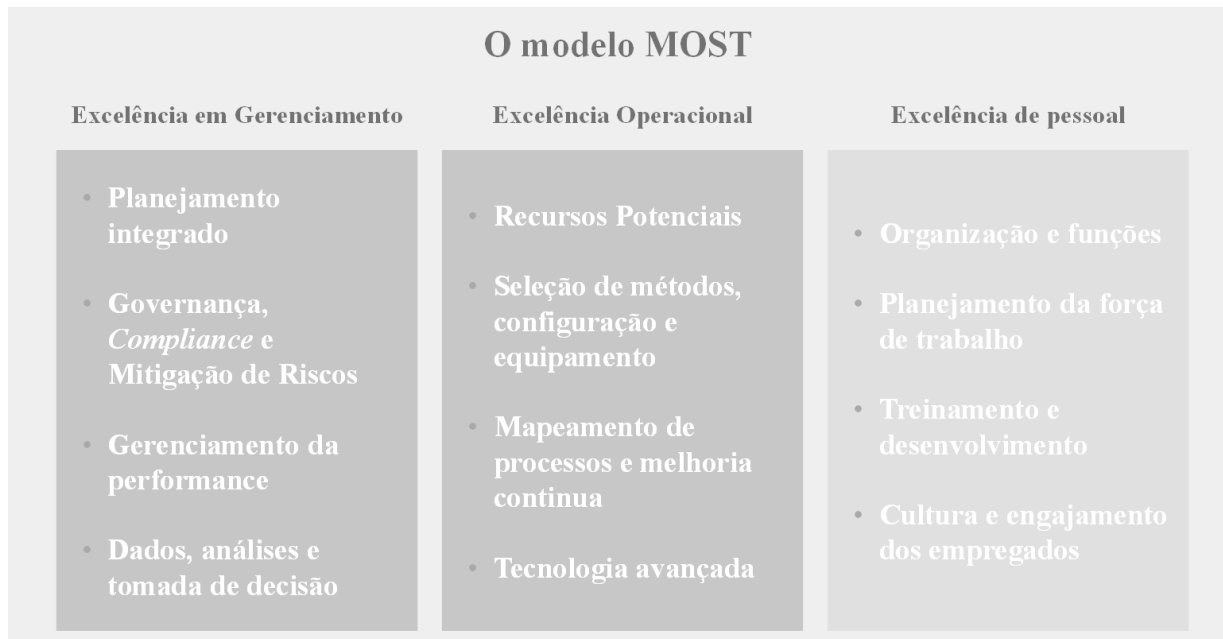 O modelo MOST
Excelência em Gerenciamento
• Planejamento
integrado
• Governança,
Compliance e
Mitigação de Riscos
• Gerenciamento da
performance
• Dados, análises e
tomada de decisão
Excelência Operacional
• Recursos Potenciais
• Seleção de métodos,
configuração e
equipamento
• Mapeamento de
processos e melhoria
continua
• Tecnologia avançada
Excelência de pessoal
• Organização e funções
• Planejamento da força
de trabalho
• Treinamento e
desenvolvimento
• Cultura e engajamento
dos empregados